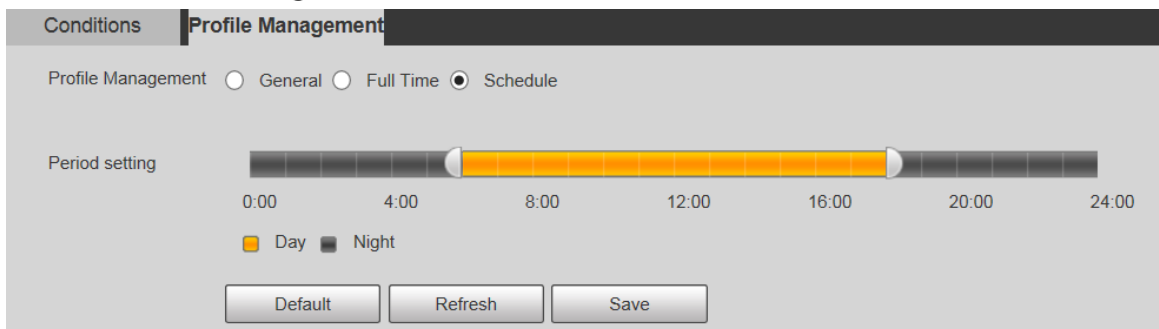 Conditions Profile Management
Profile Management General Full Time Schedule
Period setting
0:00 4:00 8:00 12:00 16:00 20:00 24:00
Day Night
Default Refresh Save